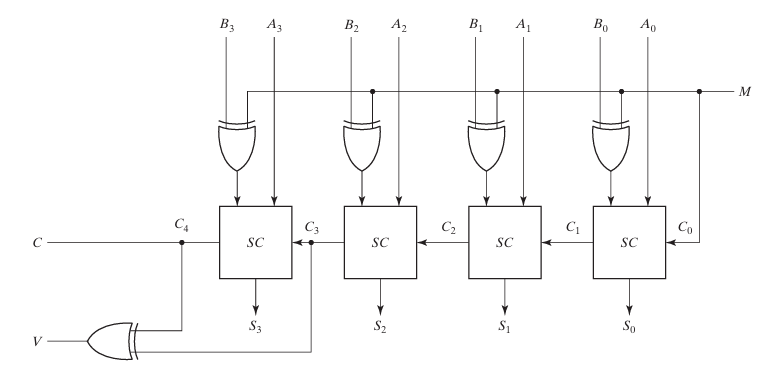 B₃ A₃ B₂ A₂ B₁ A₁ B₀ A₀
M
C₄ C₃ C₂ C₁ C₀
C SC SC SC SC
S₃ S₂ S₁ S₀
V